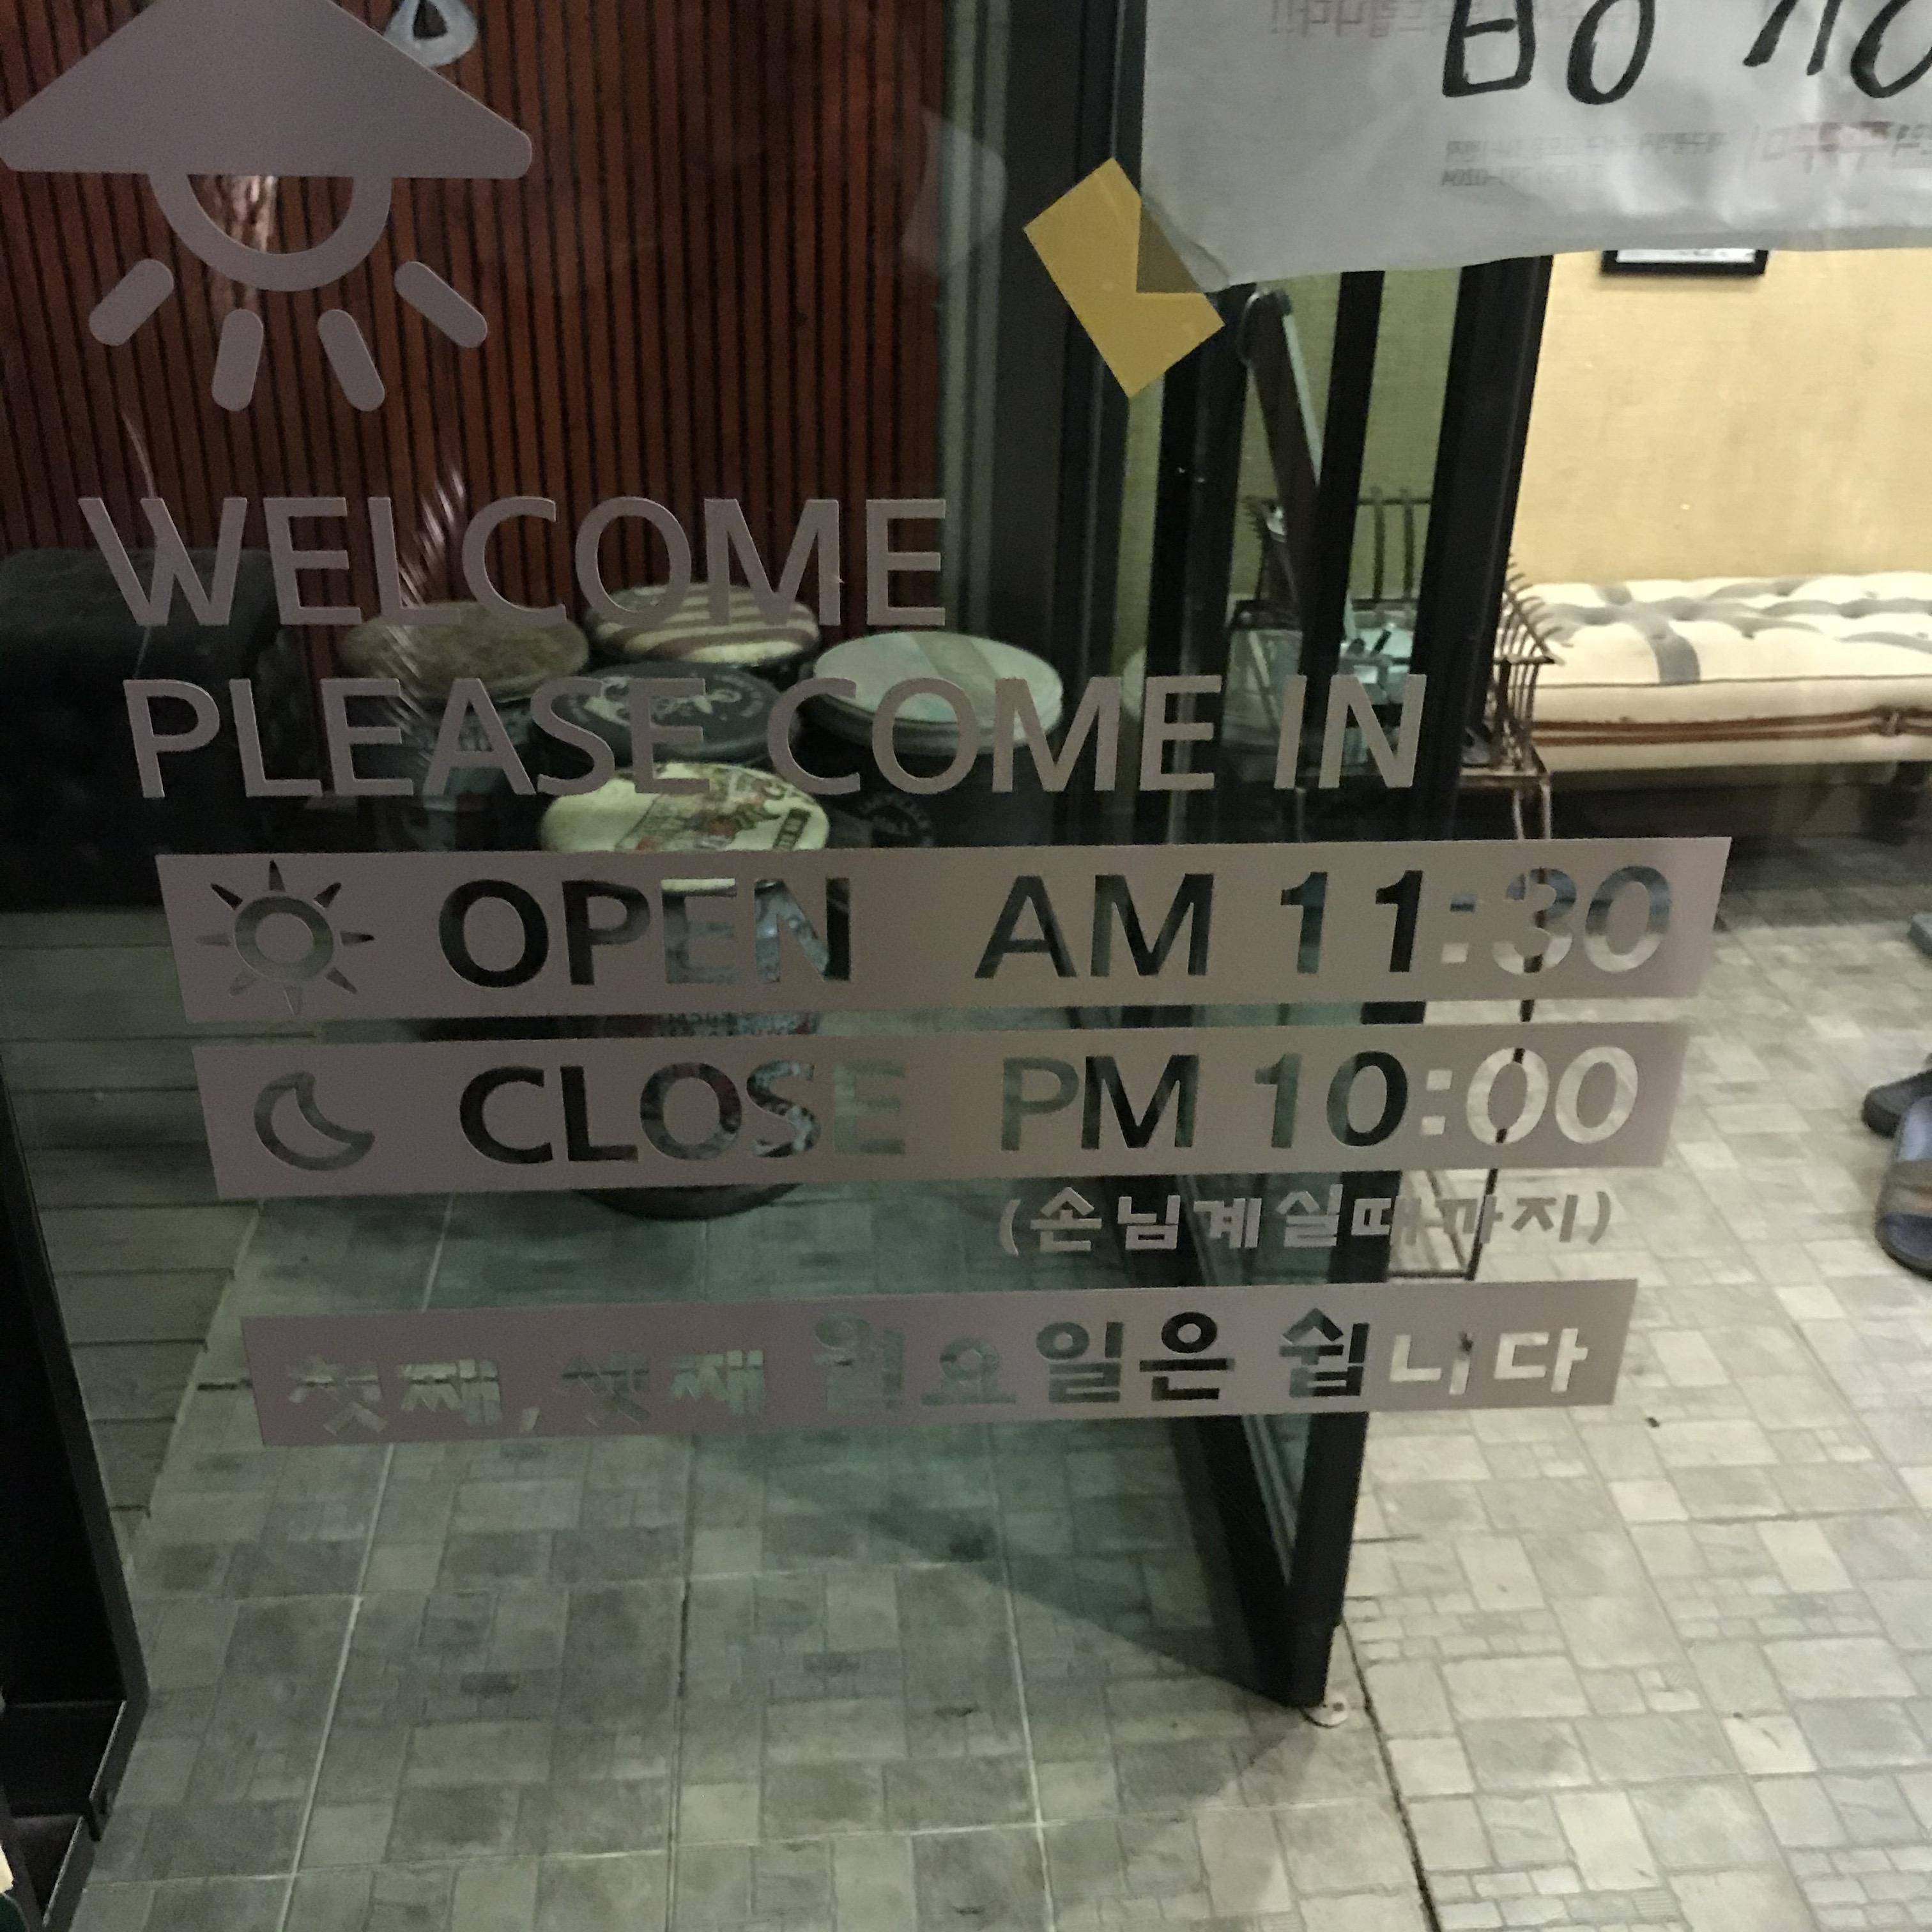 WELCOME
PLEASE COME IN
OPEN AM 11:30
CLOSE PM 10:00
(손님계실때까지)
첫째,셋째 월요일은 쉽니다